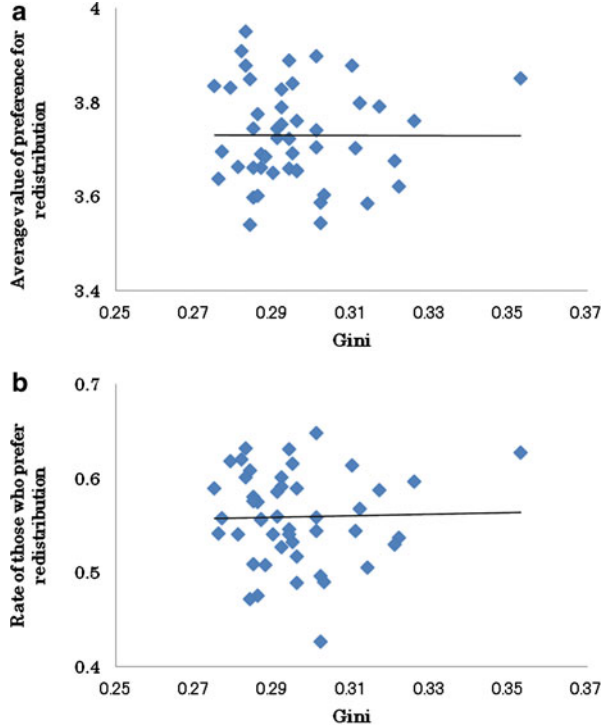 a
Average value of preference for
redistribution
4
3.8
3.6
3.4
0.25 0.27 0.29 0.31 0.33 0.35 0.37
Gini
b
Rate of those who prefer
redistribution
0.7
0.6
0.5
0.4
0.25 0.27 0.29 0.31 0.33 0.35 0.37
Gini